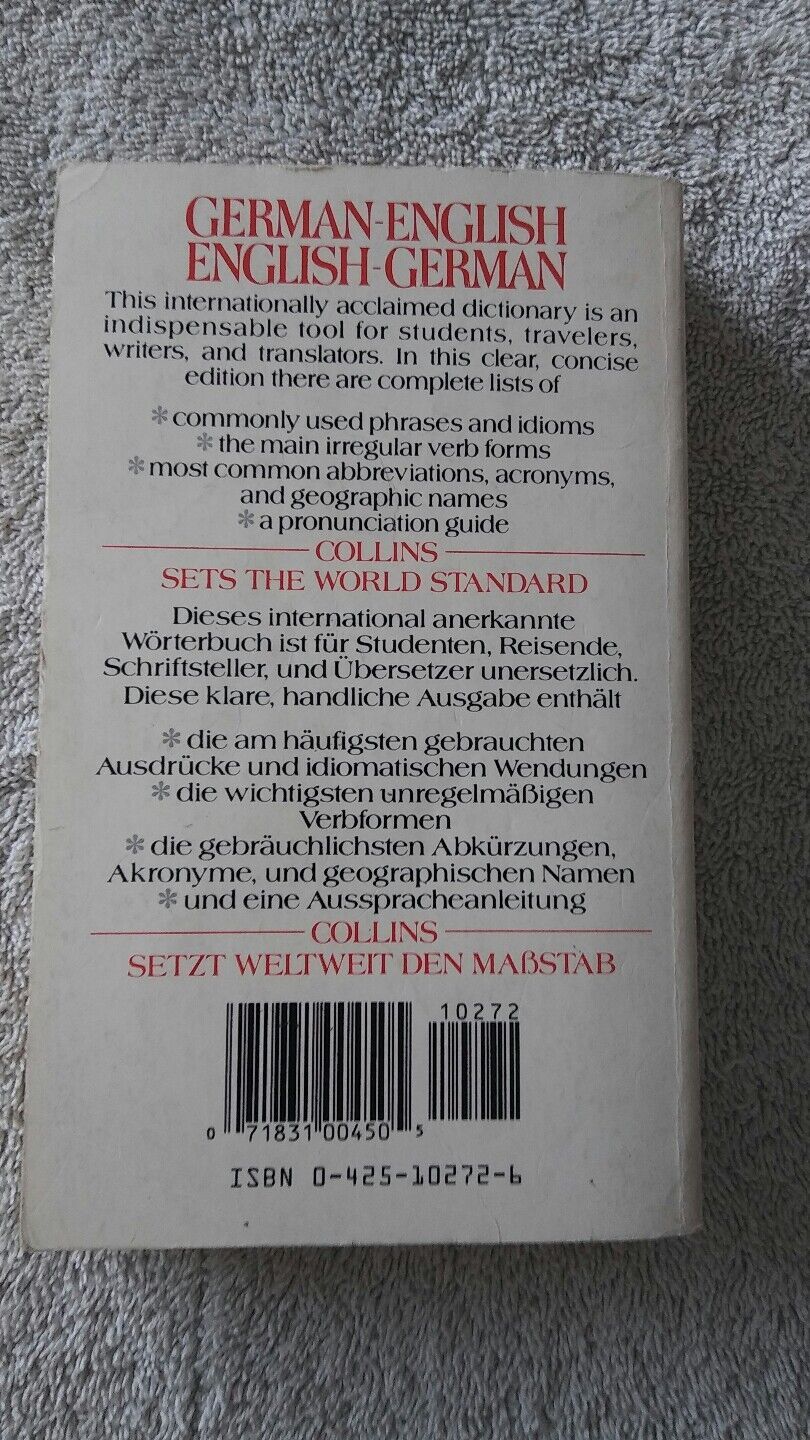 GERMAN-ENGLISH
ENGLISH-GERMAN
This internationally acclaimed dictionary is an
indispensable tool for students, travelers,
writers, and translators. In this clear, concise
edition there are complete lists of
* commonly used phrases and idioms
* the main irregular verb forms
* most common abbreviations, acronyms,
and geographic names
* a pronunciation guide
COLLINS
SETS THE WORLD STANDARD
Dieses international anerkannte
Wörterbuch ist für Studenten, Reisende,
Schriftsteller, und Übersetzer unersetzlich.
Diese klare, handliche Ausgabe enthält
* die am häufigsten gebrauchten
Ausdrücke und idiomatischen Wendungen
* die wichtigsten unregelmäßigen
Verbformen
* die gebräuchlichsten Abkürzungen,
Akronyme, und geographischen Namen
* und eine Ausspracheanleitung
COLLINS
SETZT WELTWEIT DEN MAßSTAB
10272
0 71831 00450 5
ISBN 0-425-10272-6